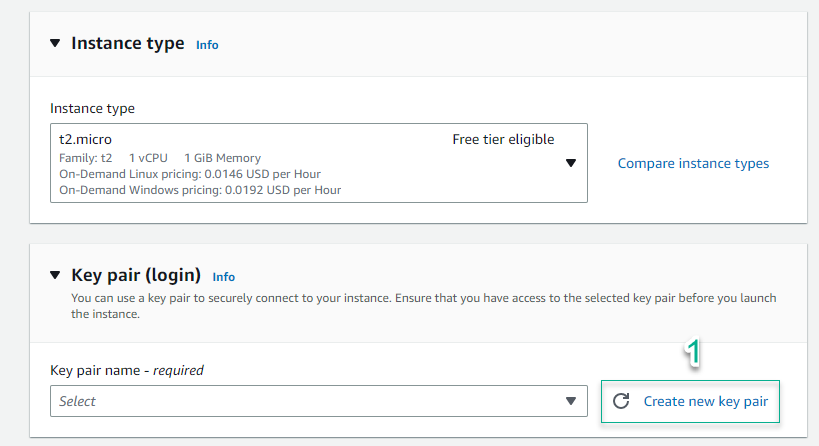 Instance type Info
Instance type
t2.micro Free tier eligible
Family: t2 1 vCPU 1 GiB Memory
On-Demand Linux pricing: 0.0146 USD per Hour
On-Demand Windows pricing: 0.0192 USD per Hour
Compare instance types
Key pair (login) Info
You can use a key pair to securely connect to your instance. Ensure that you have access to the selected key pair before you launch
the instance.
1
Key pair name - required
Select
Create new key pair